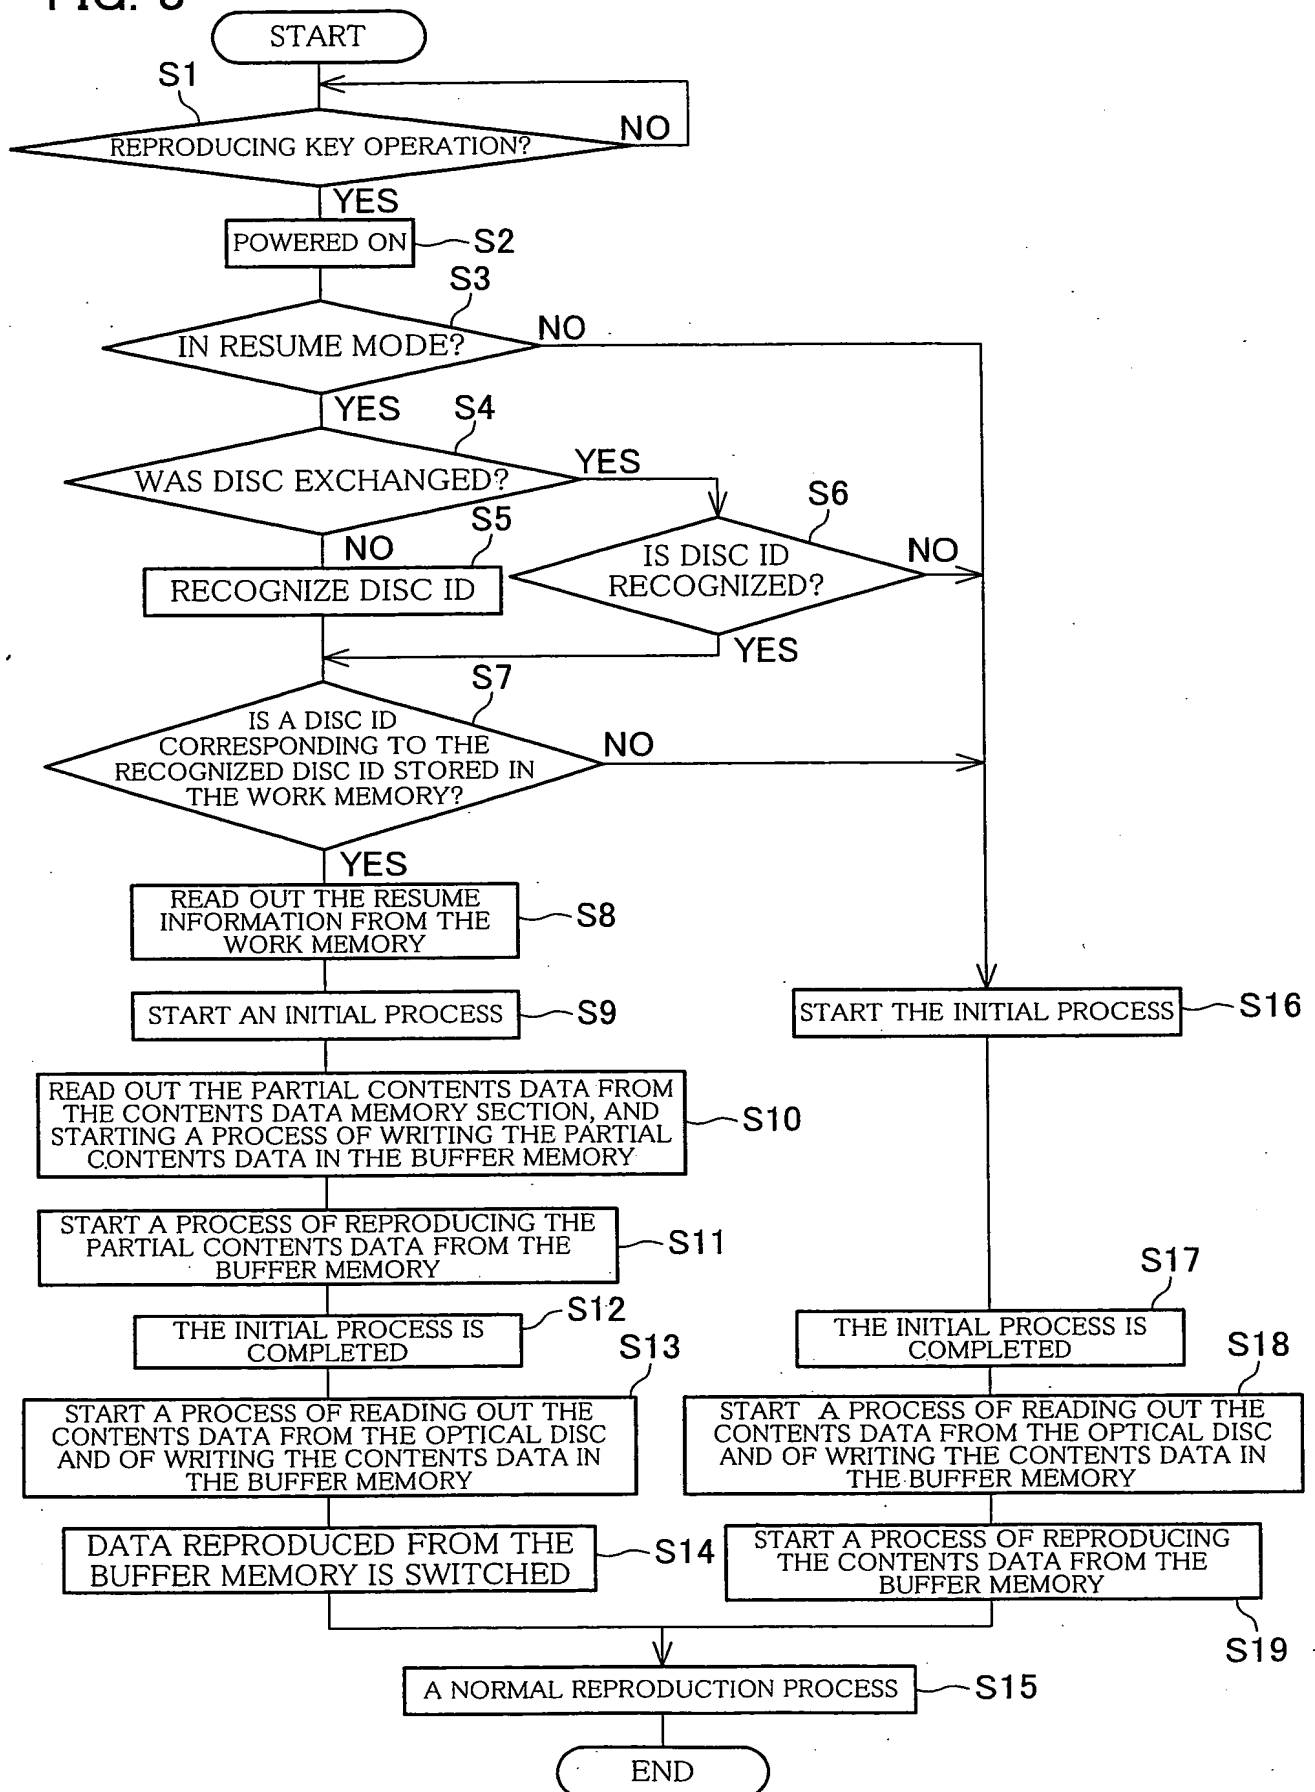 START
S1
REPRODUCING KEY OPERATION?
NO
YES
POWERED ON
S2
S3
IN RESUME MODE?
NO
YES
S4
WAS DISC EXCHANGED?
YES
S6
S5
NO
IS DISC ID
RECOGNIZED?
NO
RECOGNIZE DISC ID
YES
S7
IS A DISC ID
CORRESPONDING TO THE
RECOGNIZED DISC ID STORED IN
THE WORK MEMORY?
NO
YES
READ OUT THE RESUME
INFORMATION FROM THE
WORK MEMORY
S8
START AN INITIAL PROCESS
S9
START THE INITIAL PROCESS
S16
READ OUT THE PARTIAL CONTENTS DATA FROM
THE CONTENTS DATA MEMORY SECTION, AND
STARTING A PROCESS OF WRITING THE PARTIAL
CONTENTS DATA IN THE BUFFER MEMORY
S10
START A PROCESS OF REPRODUCING THE
PARTIAL CONTENTS DATA FROM THE
BUFFER MEMORY
S11
S12
THE INITIAL PROCESS IS
COMPLETED
S17
THE INITIAL PROCESS IS
COMPLETED
S13
START A PROCESS OF READING OUT THE
CONTENTS DATA FROM THE OPTICAL DISC
AND OF WRITING THE CONTENTS DATA IN
THE BUFFER MEMORY
S18
START A PROCESS OF READING OUT THE
CONTENTS DATA FROM THE OPTICAL DISC
AND OF WRITING THE CONTENTS DATA IN
THE BUFFER MEMORY
DATA REPRODUCED FROM THE
BUFFER MEMORY IS SWITCHED
S14
START A PROCESS OF REPRODUCING
THE CONTENTS DATA FROM THE
BUFFER MEMORY
S19
A NORMAL REPRODUCTION PROCESS
S15
END